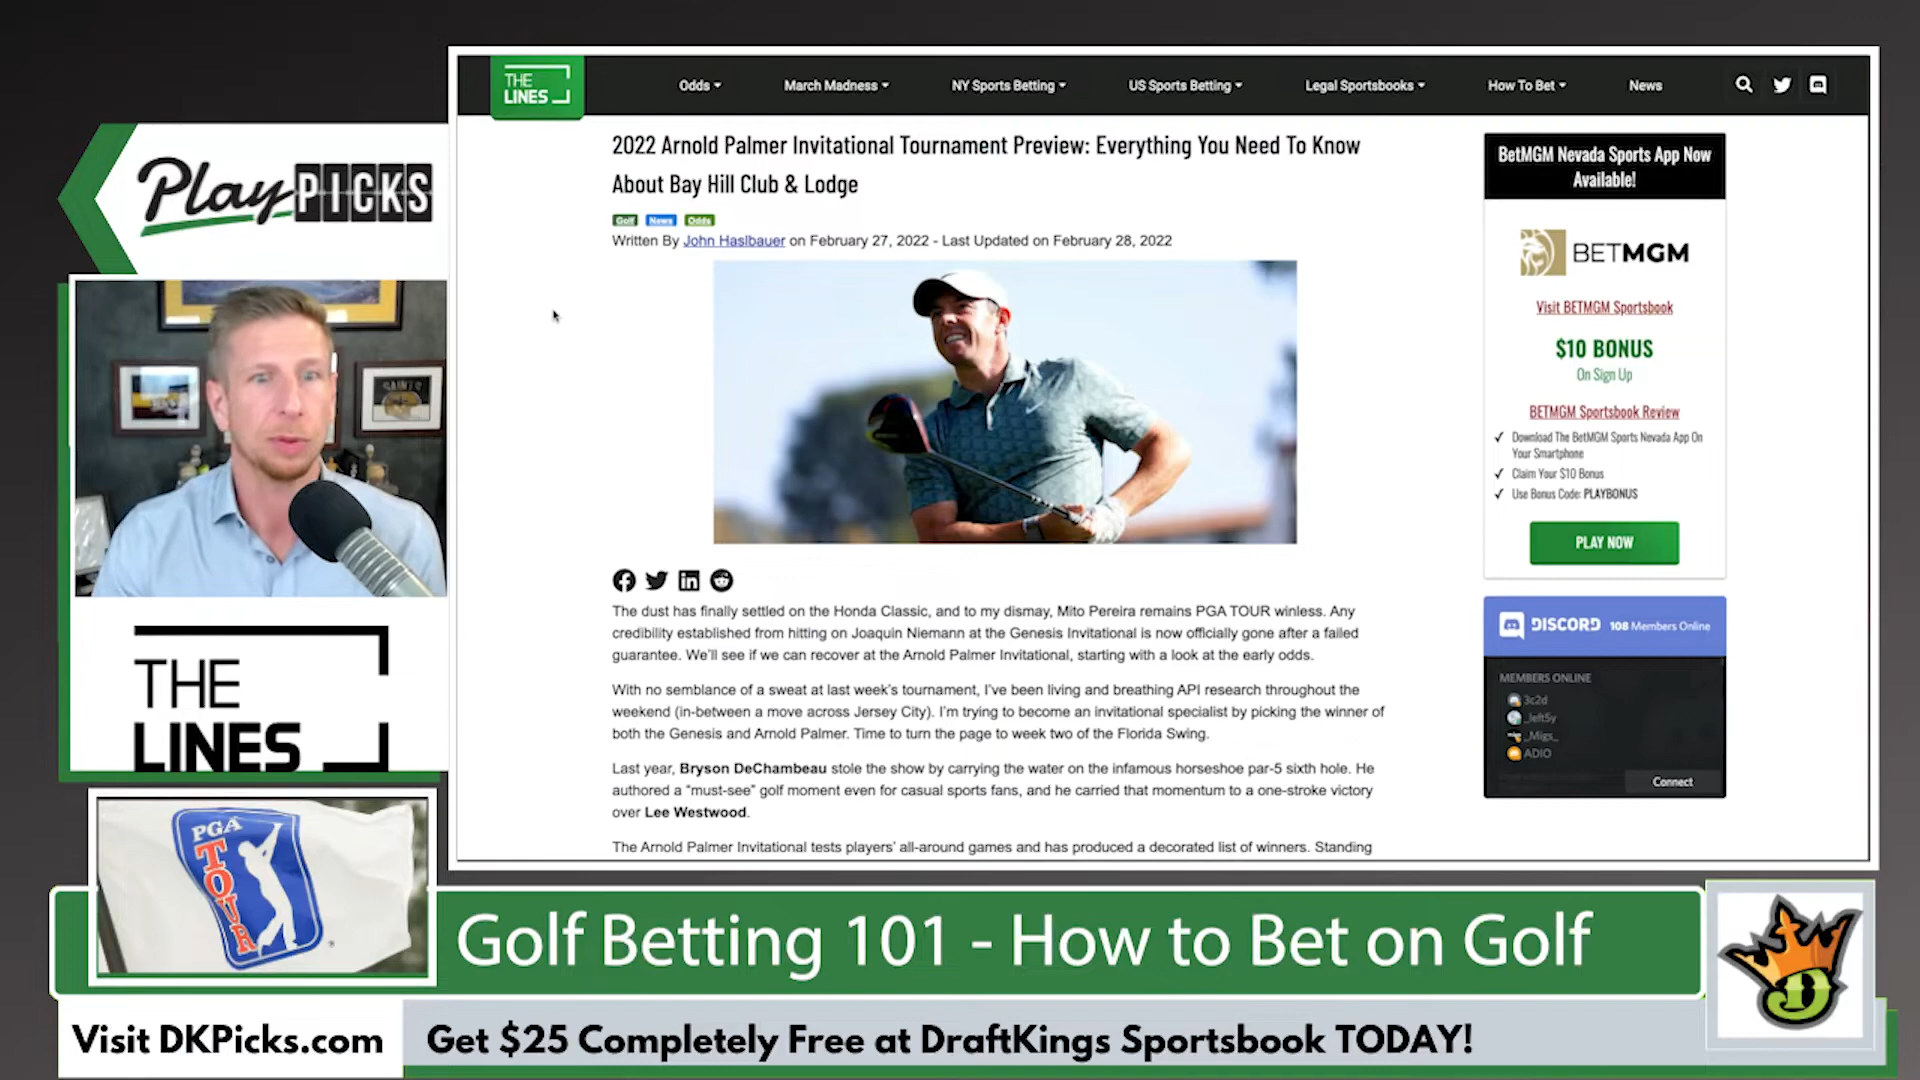 THE
LINES
Odds
March Madness
NY Sports Betting
US Sports Betting
Legal Sportsbooks
How To Bet
News
Play PICKS
2022 Arnold Palmer Invitational Tournament Preview: Everything You Need To Know
About Bay Hill Club & Lodge
Golf News Odds
Written By John Haslbauer on February 27, 2022 - Last Updated on February 28, 2022
The dust has finally settled on the Honda Classic, and to my dismay, Mito Pereira remains PGA TOUR winless. Any
credibility established from hitting on Joaquin Niemann at the Genesis Invitational is now officially gone after a failed
guarantee. We'll see if we can recover at the Arnold Palmer Invitational, starting with a look at the early odds.
With no semblance of a sweat at last week's tournament, I've been living and breathing API research throughout the
weekend (in-between a move across Jersey City). I'm trying to become an invitational specialist by picking the winner of
both the Genesis and Arnold Palmer. Time to turn the page to week two of the Florida Swing.
Last year, Bryson DeChambeau stole the show by carrying the water on the infamous horseshoe par-5 sixth hole. He
authored a "must-see" golf moment even for casual sports fans, and he carried that momentum to a one-stroke victory
over Lee Westwood.
The Arnold Palmer Invitational tests players' all-around games and has produced a decorated list of winners. Standing
BetMGM Nevada Sports App Now
Available!
BETMGM
Visit BETMGM Sportsbook
$10 BONUS
On Sign Up
BETMGM Sportsbook Review
✓ Download The BetMGM Sports Nevada App On
Your Smartphone
✓ Claim Your $10 Bonus
✓ Use Bonus Code: PLAYBONUS
PLAY NOW
DISCORD 108 Members Online
MEMBERS ONLINE
3c2d
_left5y
_Migs_
ADIO
Connect
SAINTS
THE
LINES
PGA
TOUR
Golf Betting 101 - How to Bet on Golf
D
Visit DKPicks.com
Get $25 Completely Free at DraftKings Sportsbook TODAY!